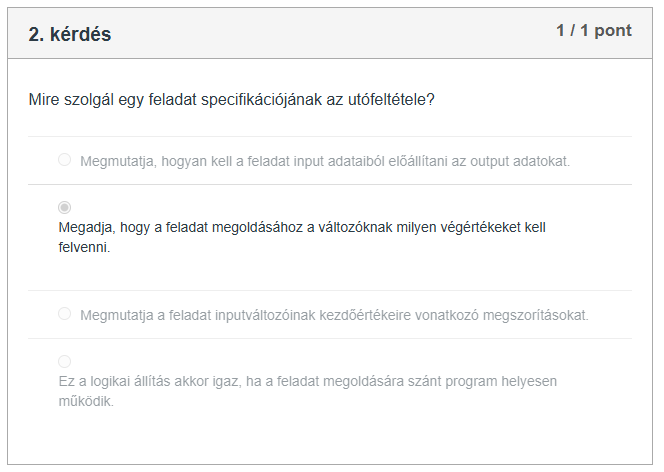 2. kérdés
1 / 1 pont
Mire szolgál egy feladat specifikációjának az utófeltétele?
Megmutatja, hogyan kell a feladat input adataiból előállítani az output adatokat.
Megadja, hogy a feladat megoldásához a változóknak milyen végértékeket kell
felvenni.
Megmutatja a feladat inputváltozóinak kezdőértékeire vonatkozó megszorításokat.
Ez a logikai állítás akkor igaz, ha a feladat megoldására szánt program helyesen
működik.